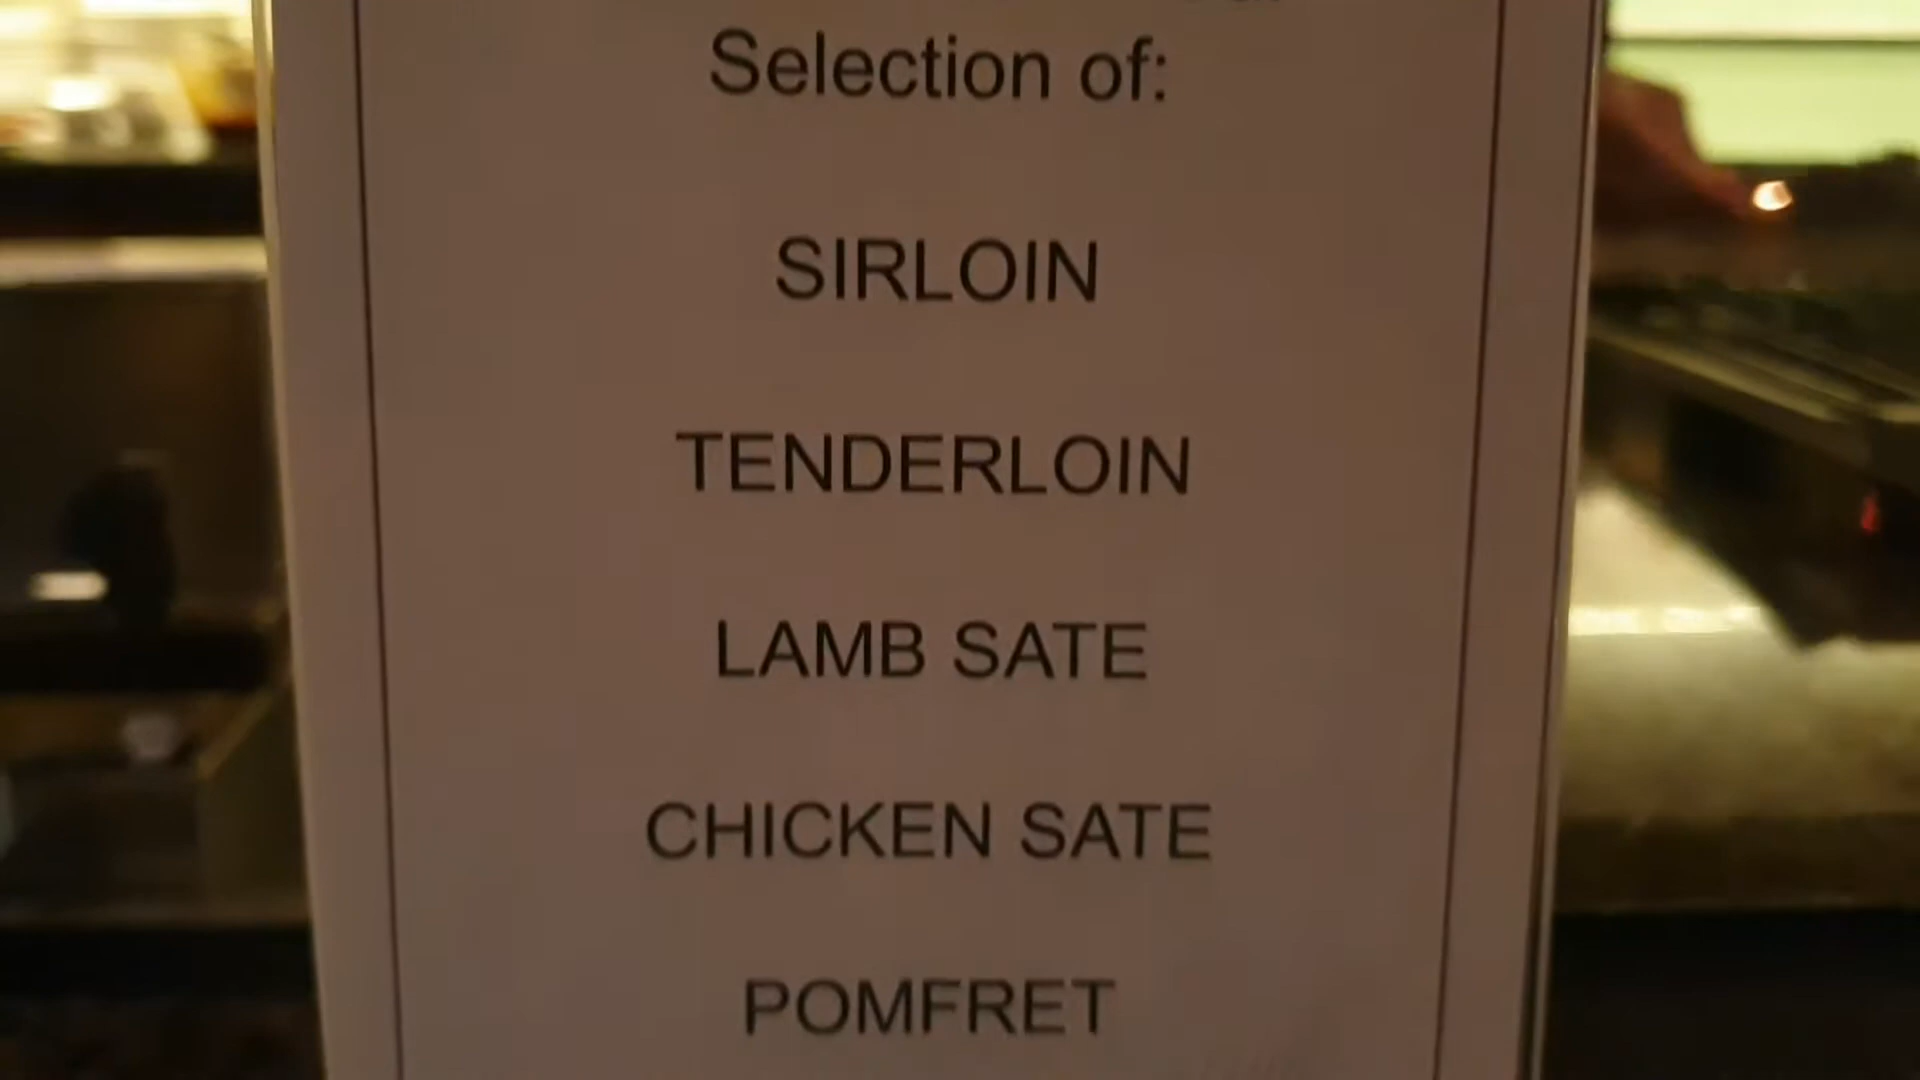 Selection of:
SIRLOIN
TENDERLOIN
LAMB SATE
CHICKEN SATE
POMFRET